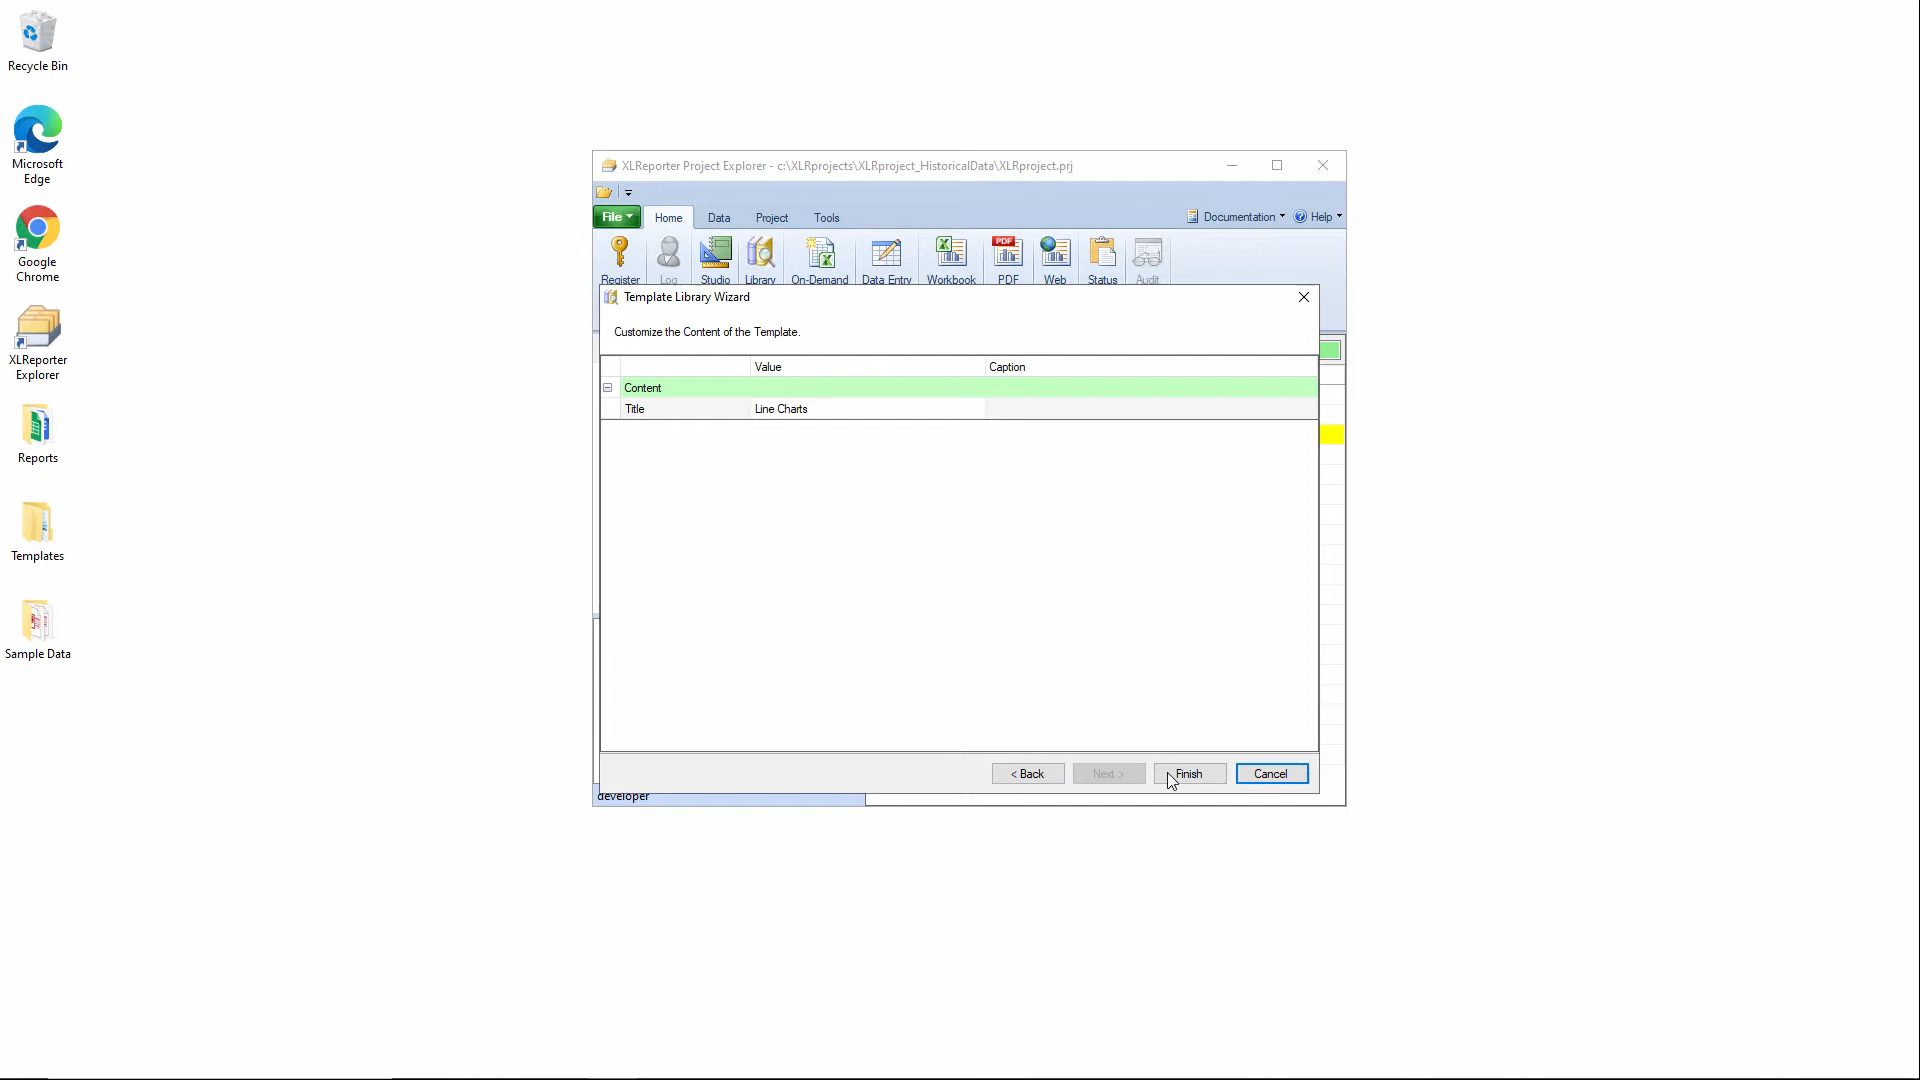 Recycle Bin
Microsoft
Edge
Google
Chrome
XLReporter
Explorer
Reports
Templates
Sample Data
XLReporter Project Explorer - c:\XLRprojects\XLRproject_HistoricalData\XLRproject.prj
File
Home
Data
Project
Tools
Documentation
Help
Register
Log
Studio
Library
On-Demand
Data Entry
Workbook
PDF
PDF
Web
Status
Audit
Template Library Wizard
Customize the Content of the Template.
Value
Caption
Content
Title
Line Charts
< Back
Next >
Finish
Cancel
developer